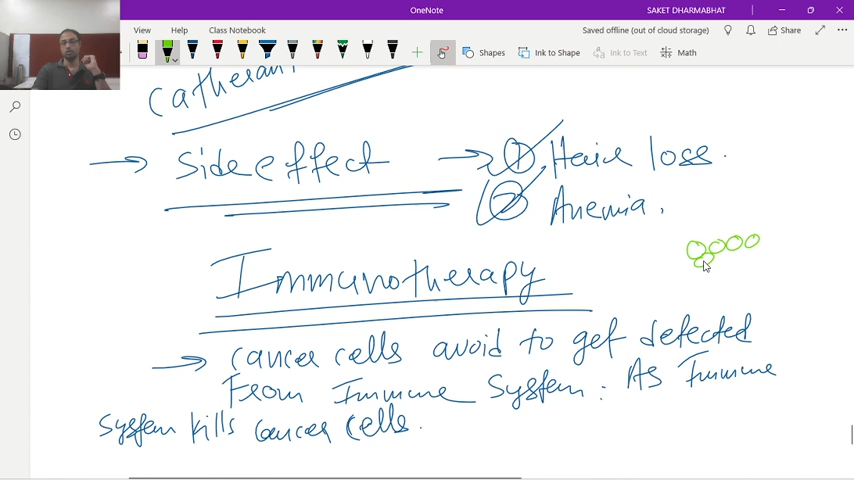 OneNote
SAKET DHARMABHAT
View Help Class Notebook
Saved offline (out of cloud storage)
Share
Shapes
Ink to Shape
Ink to Text
Math
Catheran
→ Side effect → ① Hair loss.
② Anemia.
Immunotherapy
→ cancer cells avoid to get detected
From Immune System: As Immune
System kills cancer cells.